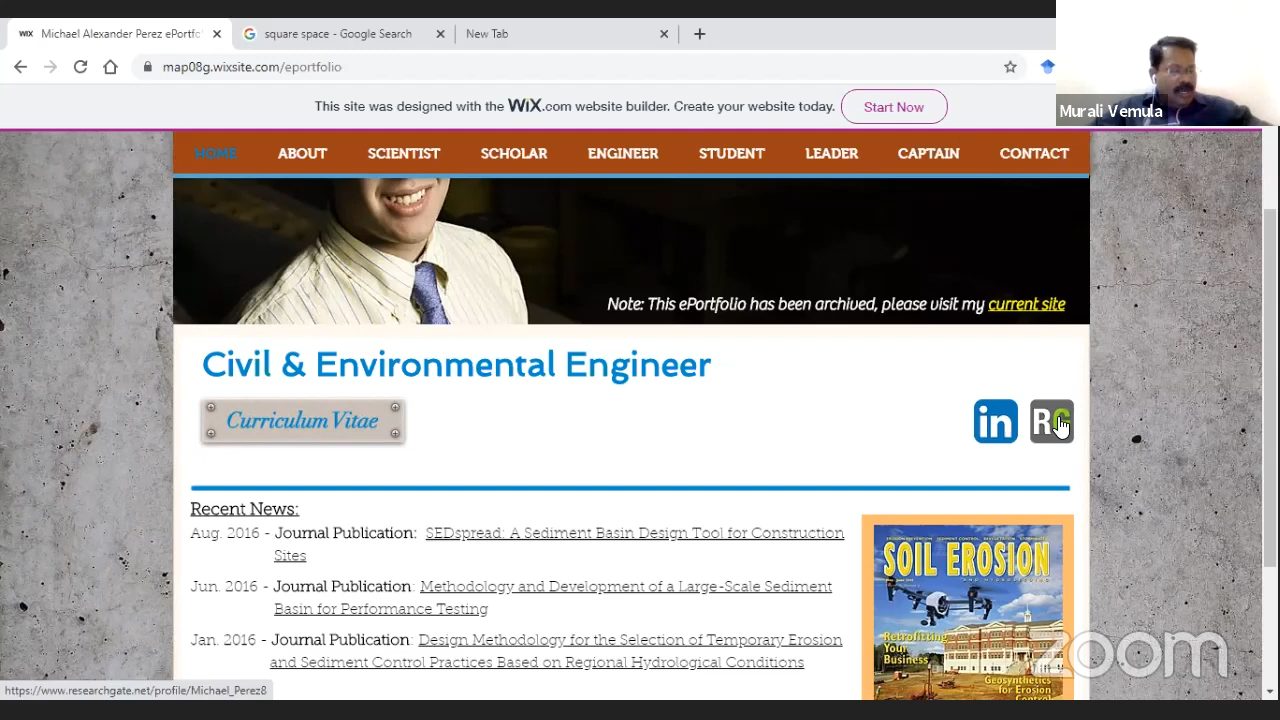 WiX Michael Alexander Perez ePortfo
square space - Google Search
New Tab
map08g.wixsite.com/eportfolio
This site was designed with the WiX.com website builder. Create your website today.
Start Now
Murali Vemula
HOME
ABOUT
SCIENTIST
SCHOLAR
ENGINEER
STUDENT
LEADER
CAPTAIN
CONTACT
Note: This ePortfolio has been archived, please visit my current site
Civil & Environmental Engineer
Curriculum Vitae
in
RG
Recent News:
Aug. 2016 - Journal Publication: SEDspread: A Sediment Basin Design Tool for Construction
Sites
Jun. 2016 - Journal Publication: Methodology and Development of a Large-Scale Sediment
Basin for Performance Testing
Jan. 2016 - Journal Publication: Design Methodology for the Selection of Temporary Erosion
and Sediment Control Practices Based on Regional Hydrological Conditions
SOIL EROSION
Retrofitting
Your
Business
Geosynthetics
for Erosion
Control
zoom
https://www.researchgate.net/profile/Michael_Perez8